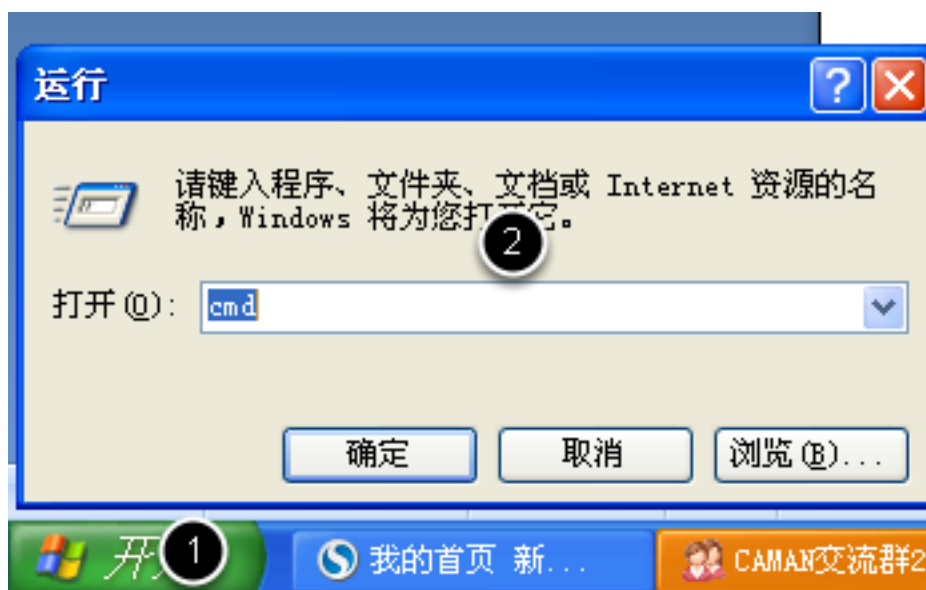 运行
请键入程序、文件夹、文档或 Internet 资源的名
称，Windows 将为您打开它。
2
打开(O):
cmd
确定
取消
浏览(B)...
开
1
我的首页 新...
CAMAN交流群2